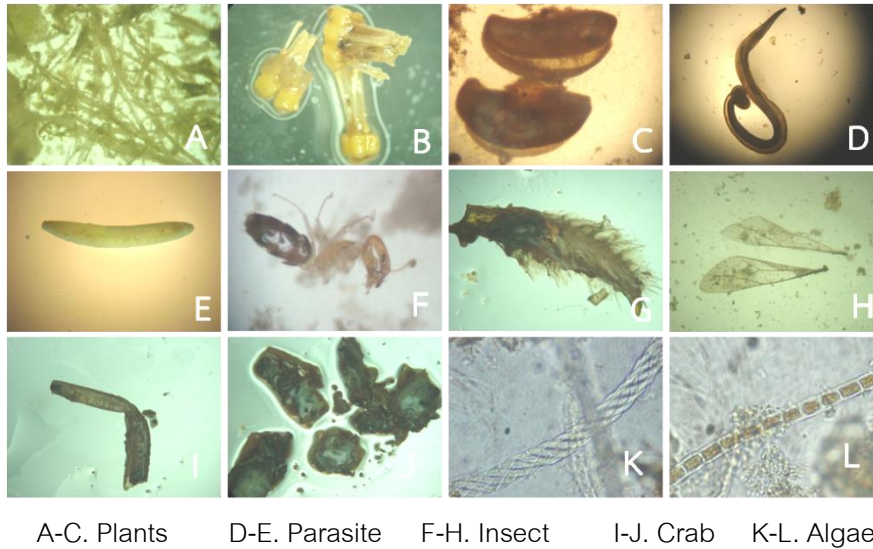 A B C D
E F G H
I J K L
A-C. Plants D-E. Parasite F-H. Insect I-J. Crab K-L. Algae